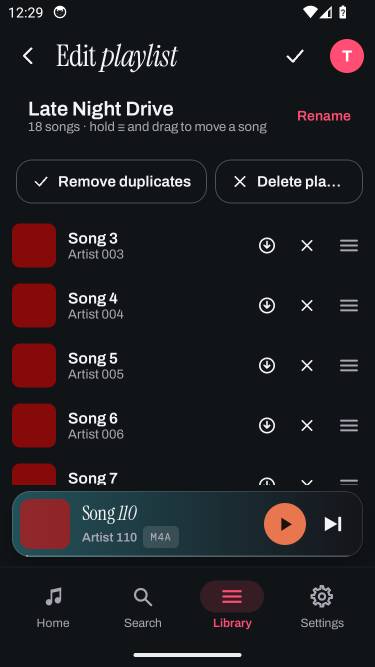 12:29
Edit playlist
T
Late Night Drive
18 songs · hold ≡ and drag to move a song
Rename
Remove duplicates
Delete pla...
Song 3
Artist 003
Song 4
Artist 004
Song 5
Artist 005
Song 6
Artist 006
Song 7
Song 110
Artist 110 M4A
Home
Search
Library
Settings